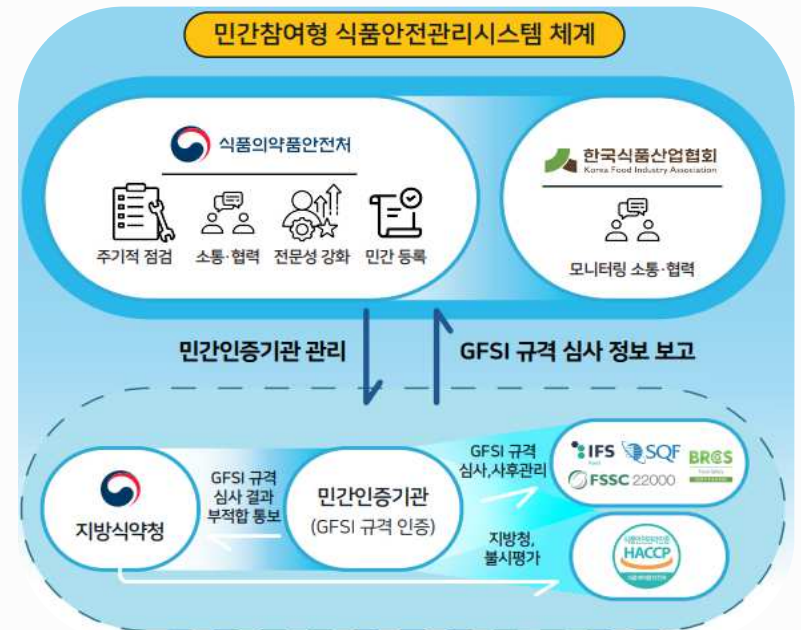 민간참여형 식품안전관리시스템 체계
식품의약품안전처
주기적 점검
소통·협력
전문성 강화
민간 등록
한국식품산업협회
Korea Food Industry Association
모니터링 소통·협력
민간인증기관 관리
GFSI 규격 심사 정보 보고
지방식약청
GFSI 규격
심사 결과
부적합 통보
민간인증기관
(GFSI 규격 인증)
GFSI 규격
심사,사후관리
IFS
Food
SQF
BRCGS
Food Safety
FSSC 22000
지방청,
불시평가
HACCP